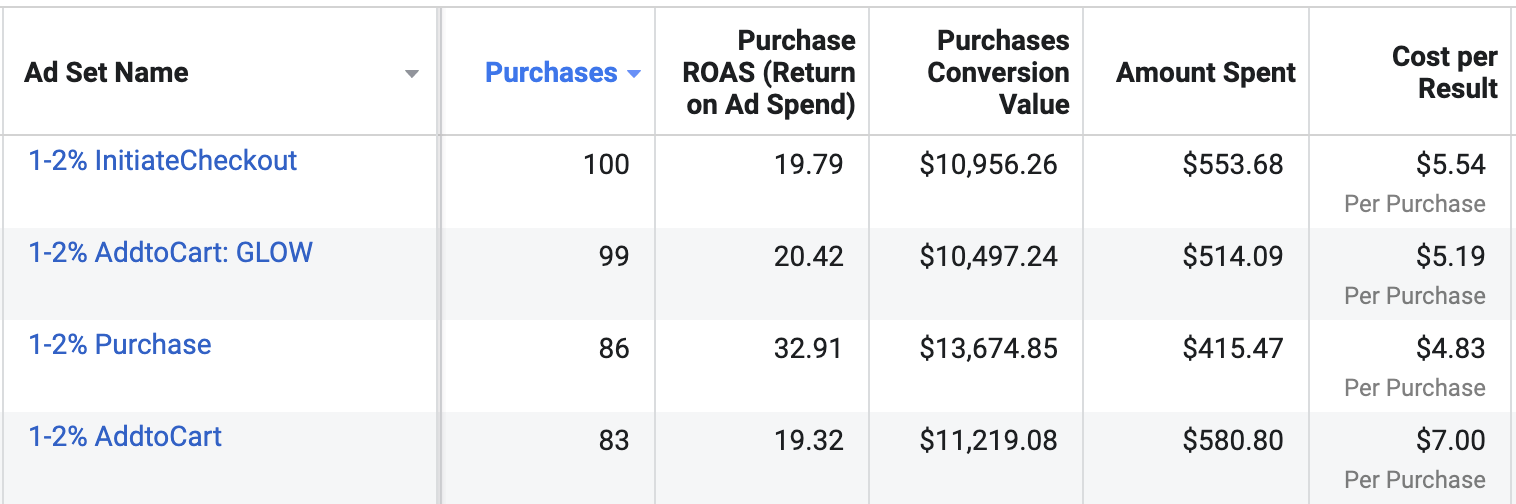 Ad Set Name
Purchases
Purchase
ROAS (Return
on Ad Spend)
Purchases
Conversion
Value
Amount Spent
Cost per
Result
1-2% InitiateCheckout 100 19.79 $10,956.26 $553.68 $5.54
Per Purchase
1-2% AddtoCart: GLOW 99 20.42 $10,497.24 $514.09 $5.19
Per Purchase
1-2% Purchase 86 32.91 $13,674.85 $415.47 $4.83
Per Purchase
1-2% AddtoCart 83 19.32 $11,219.08 $580.80 $7.00
Per Purchase